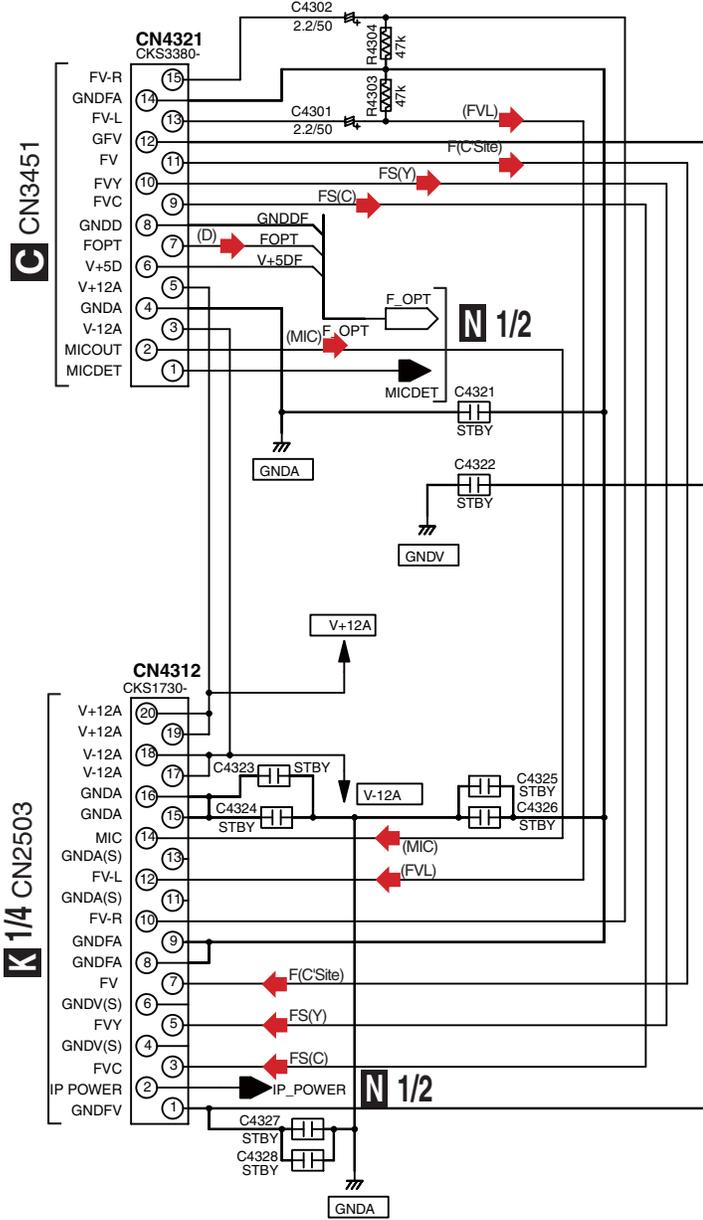 C4302
2.2/50
R4304
47k
CN4321
CKS3380-
FV-R 15
GNDFA 14
R4303
47k
FV-L 13
C4301
2.2/50
(FVL)
GFV 12
F(C'Site)
FV 11
FVY 10
FS(Y)
FVC 9
FS(C)
C CN3451
GNDD 8
GNDDF
FOPT 7
(D)
FOPT
V+5D 6
V+5DF
V+12A 5
F_OPT
GNDA 4
N 1/2
V-12A 3
(MIC)
F_OPT
MICOUT 2
MICDET 1
MICDET
C4321
STBY
GNDA
C4322
STBY
GNDV
V+12A
CN4312
CKS1730-
V+12A 20
V+12A 19
V-12A 18
V-12A 17
C4323 STBY
V-12A
C4325
STBY
GNDA 16
GNDA 15
C4324
STBY
C4326
STBY
K 1/4 CN2503
MIC 14
(MIC)
GNDA(S) 13
FV-L 12
(FVL)
GNDA(S) 11
FV-R 10
GNDFA 9
GNDFA 8
FV 7
F(C'Site)
GNDV(S) 6
FVY 5
FS(Y)
GNDV(S) 4
FVC 3
FS(C)
IP POWER 2
IP_POWER
N 1/2
GNDFV 1
C4327
STBY
C4328
STBY
GNDA